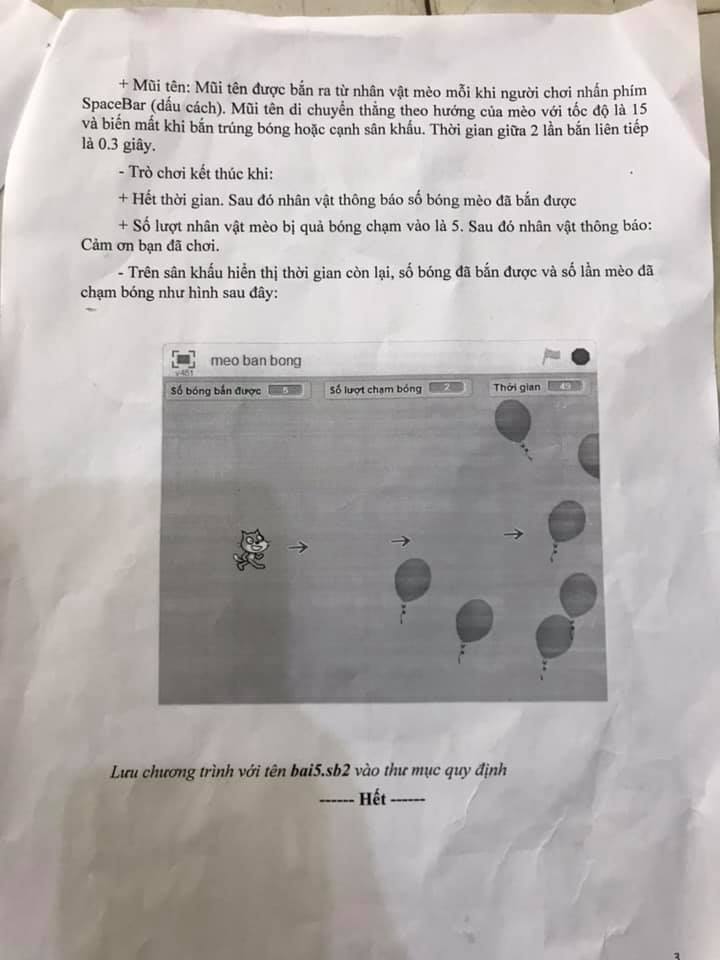 + Mũi tên: Mũi tên được bắn ra từ nhân vật mèo mỗi khi người chơi nhấn phím
SpaceBar (dấu cách). Mũi tên di chuyển thẳng theo hướng của mèo với tốc độ là 15
và biến mất khi bắn trúng bóng hoặc cạnh sân khấu. Thời gian giữa 2 lần bắn liên tiếp
là 0.3 giây.
- Trò chơi kết thúc khi:
+ Hết thời gian. Sau đó nhân vật thông báo số bóng mèo đã bắn được
+ Số lượt nhân vật mèo bị quả bóng chạm vào là 5. Sau đó nhân vật thông báo:
Cảm ơn bạn đã chơi.
- Trên sân khấu hiển thị thời gian còn lại, số bóng đã bắn được và số lần mèo đã
chạm bóng như hình sau đây:
meo ban bong
v461
Số bóng bắn được 5 Số lượt chạm bóng 2 Thời gian 49
Lưu chương trình với tên bai5.sb2 vào thư mục quy định
------ Hết ------
3